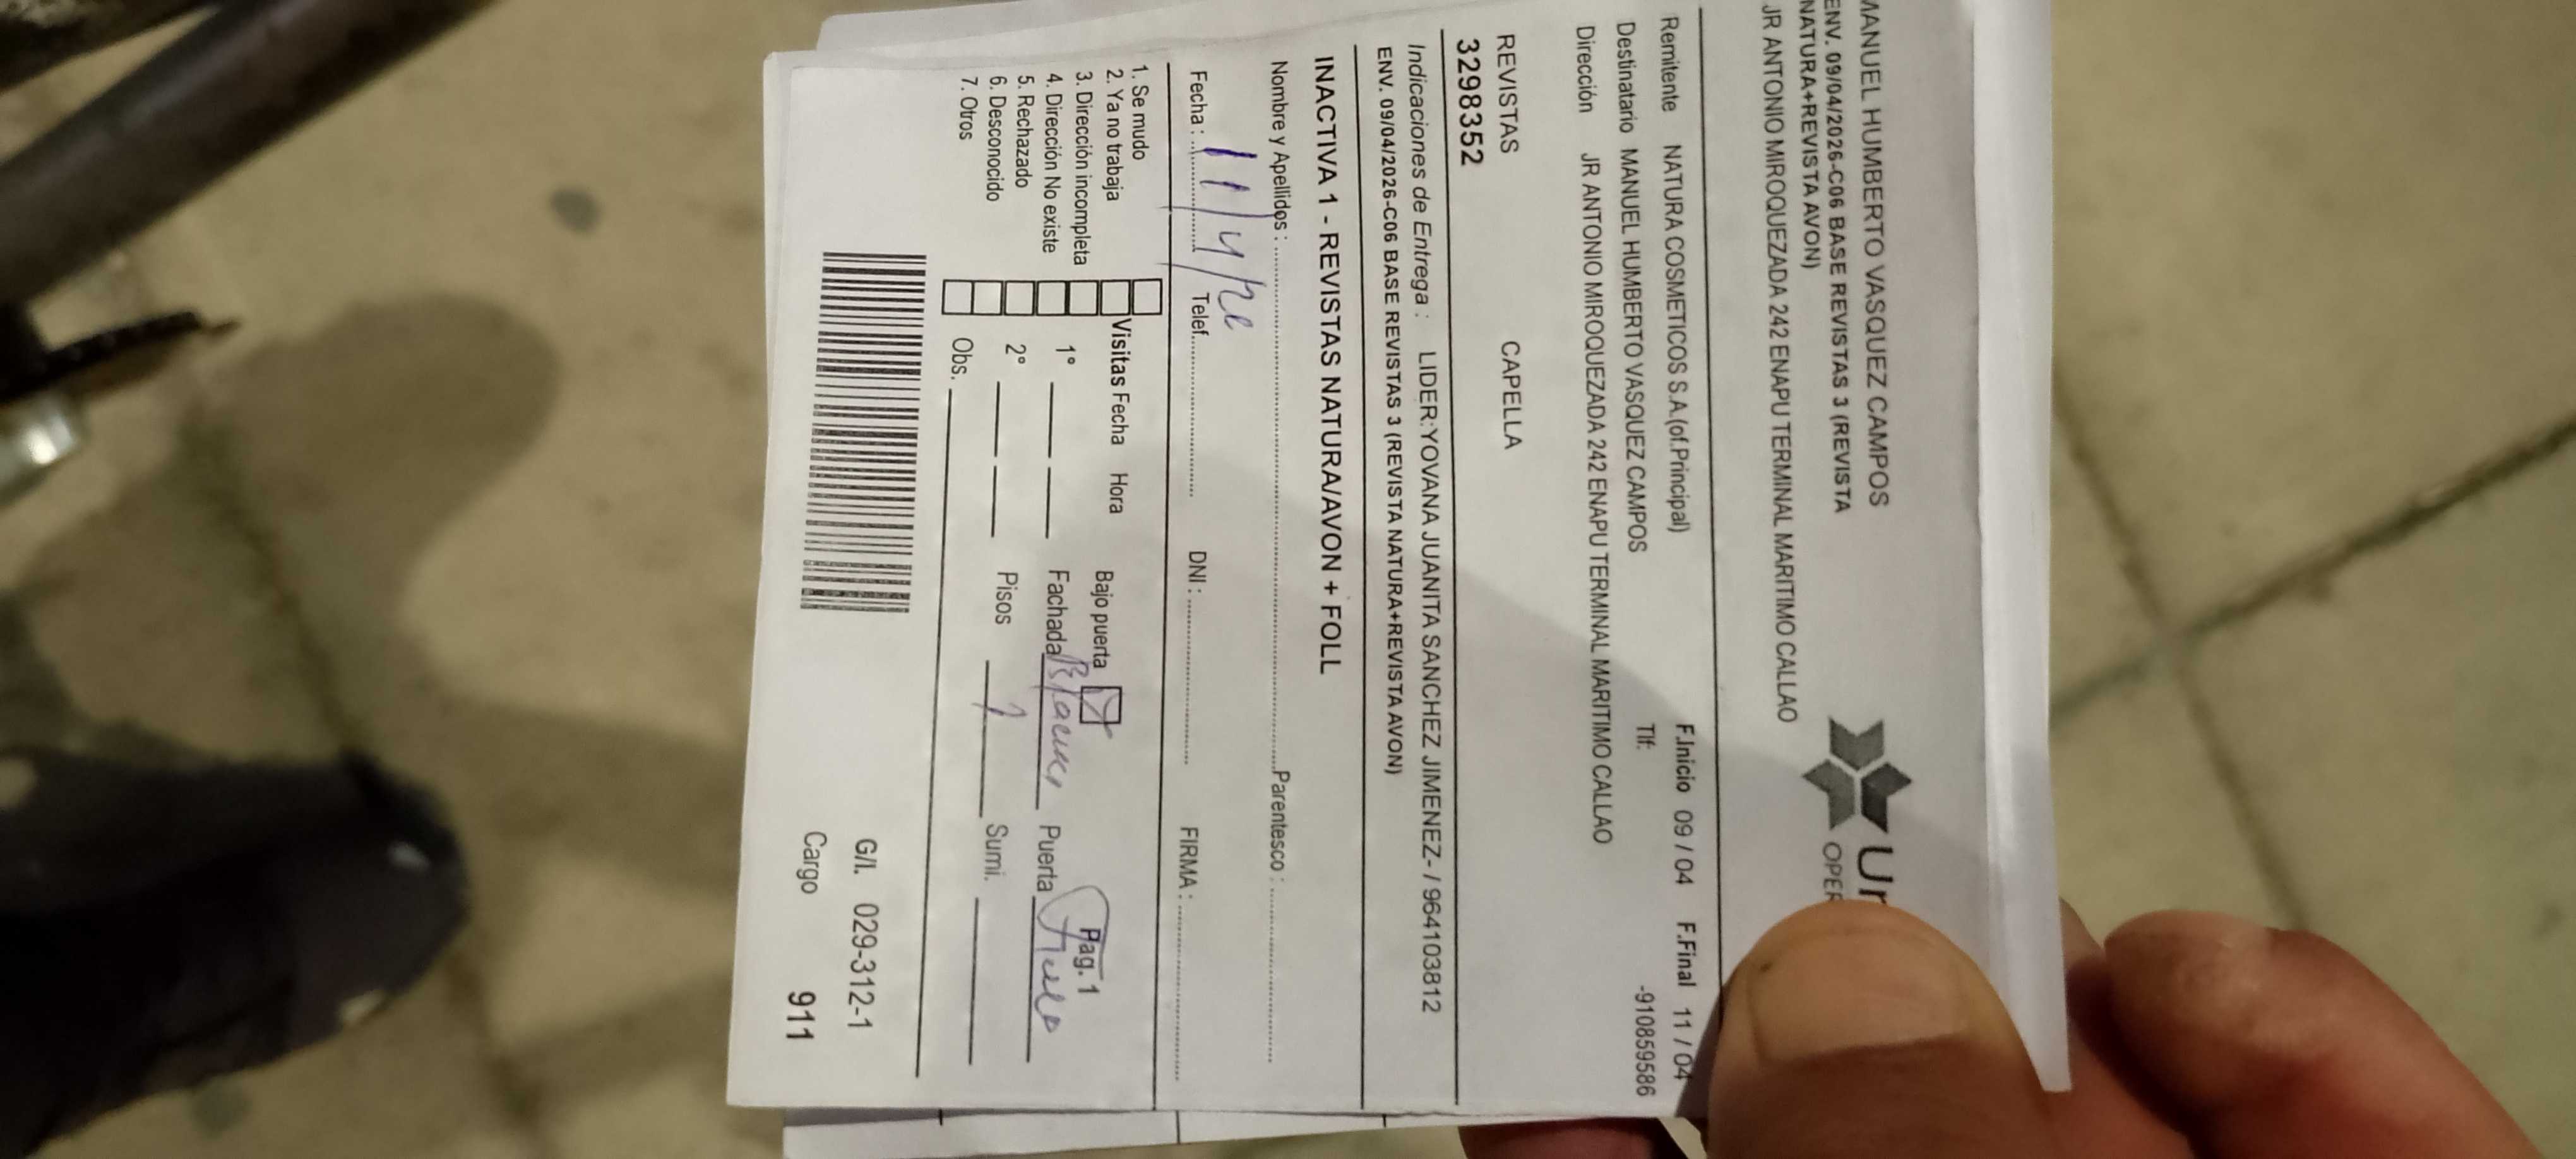 MANUEL HUMBERTO VASQUEZ CAMPOS
ENV. 09/04/2026-C06 BASE REVISTAS 3 (REVISTA
NATURA+REVISTA AVON)
JR ANTONIO MIROQUEZADA 242 ENAPU TERMINAL MARITIMO CALLAO
Ur
OPER
Remitente NATURA COSMETICOS S.A.(of.Principal) F.Inicio 09 / 04 F.Final 11 / 04
Destinatario MANUEL HUMBERTO VASQUEZ CAMPOS Tlf: -910859586
Dirección JR ANTONIO MIROQUEZADA 242 ENAPU TERMINAL MARITIMO CALLAO
REVISTAS CAPELLA
3298352
Indicaciones de Entrega : LIDER:YOVANA JUANITA SANCHEZ JIMENEZ- / 964103812
ENV. 09/04/2026-C06 BASE REVISTAS 3 (REVISTA NATURA+REVISTA AVON)
INACTIVA 1 - REVISTAS NATURA/AVON + FOLL
Nombre y Apellidos : Parentesco :
Fecha : 11/4/ Telef. DNI : FIRMA :
1. Se mudo
2. Ya no trabaja
3. Dirección incompleta
4. Dirección No existe
5. Rechazado
6. Desconocido
7. Otros
Visitas Fecha Hora
1°
2°
Obs.
Bajo puerta Pag. 1
Fachada Puerta
Pisos 1 Sumi.
G/I. 029-312-1
Cargo 911